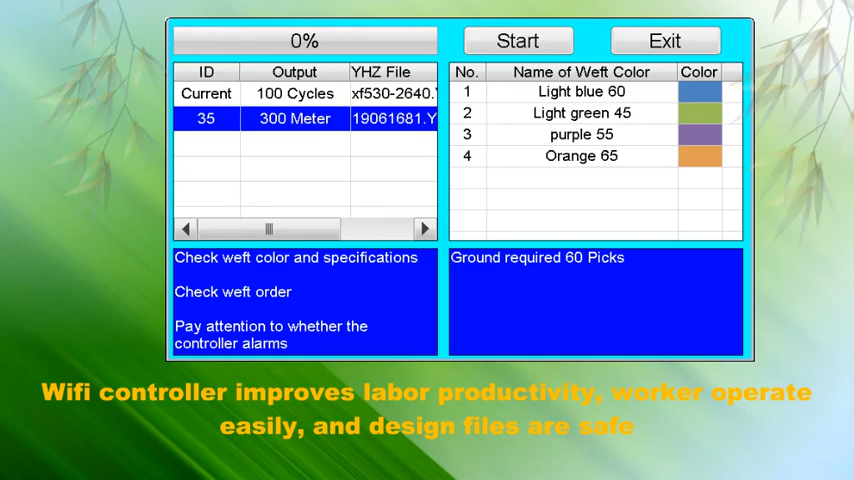 0% Start Exit
ID Output YHZ File
Current 100 Cycles xf530-2640.Y
35 300 Meter 19061681.Y
No. Name of Weft Color Color
1 Light blue 60
2 Light green 45
3 purple 55
4 Orange 65
Check weft color and specifications
Check weft order
Pay attention to whether the
controller alarms
Ground required 60 Picks
Wifi controller improves labor productivity, worker operate
easily, and design files are safe